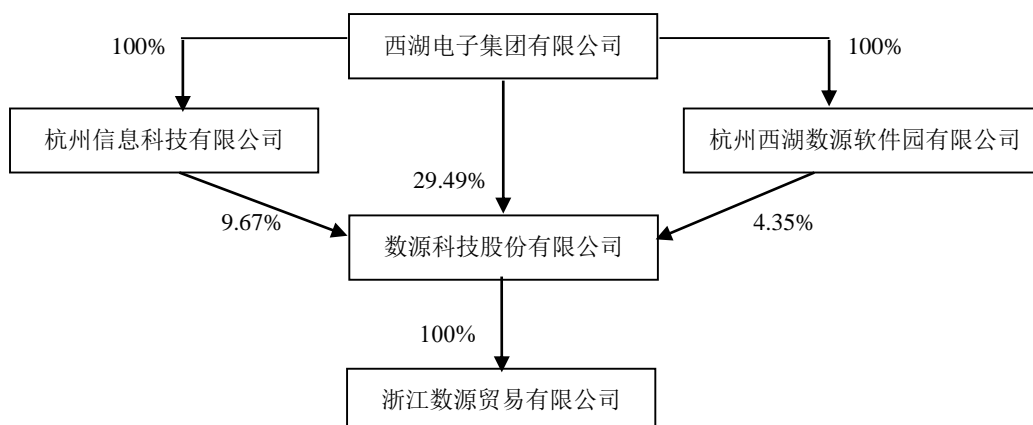 西湖电子集团有限公司
100%
100%
杭州信息科技有限公司
杭州西湖数源软件园有限公司
29.49%
9.67%
4.35%
数源科技股份有限公司
100%
浙江数源贸易有限公司